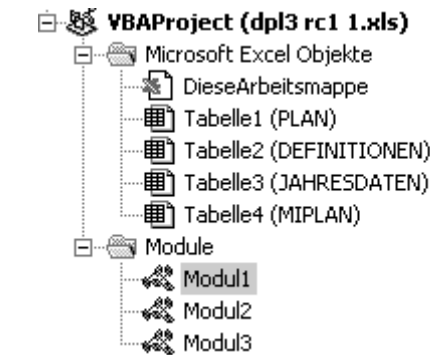 VBAProject (dpl3 rc1 1.xls)
Microsoft Excel Objekte
DieseArbeitsmappe
Tabelle1 (PLAN)
Tabelle2 (DEFINITIONEN)
Tabelle3 (JAHRESDATEN)
Tabelle4 (MIPLAN)
Module
Modul1
Modul2
Modul3